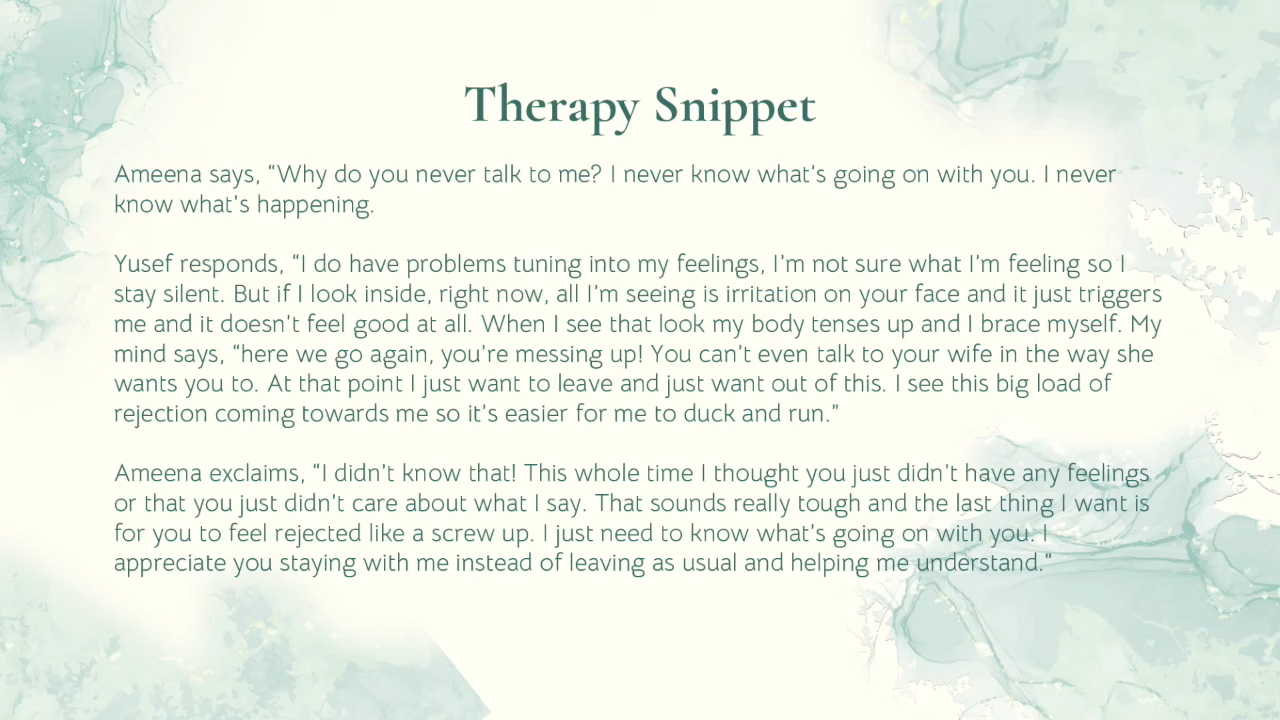 Therapy Snippet
Ameena says, “Why do you never talk to me? I never know what’s going on with you. I never
know what’s happening.
Yusef responds, “I do have problems tuning into my feelings, I’m not sure what I’m feeling so I
stay silent. But if I look inside, right now, all I’m seeing is irritation on your face and it just triggers
me and it doesn’t feel good at all. When I see that look my body tenses up and I brace myself. My
mind says, “here we go again, you’re messing up! You can’t even talk to your wife in the way she
wants you to. At that point I just want to leave and just want out of this. I see this big load of
rejection coming towards me so it’s easier for me to duck and run.”
Ameena exclaims, “I didn’t know that! This whole time I thought you just didn’t have any feelings
or that you just didn’t care about what I say. That sounds really tough and the last thing I want is
for you to feel rejected like a screw up. I just need to know what’s going on with you. I
appreciate you staying with me instead of leaving as usual and helping me understand.”